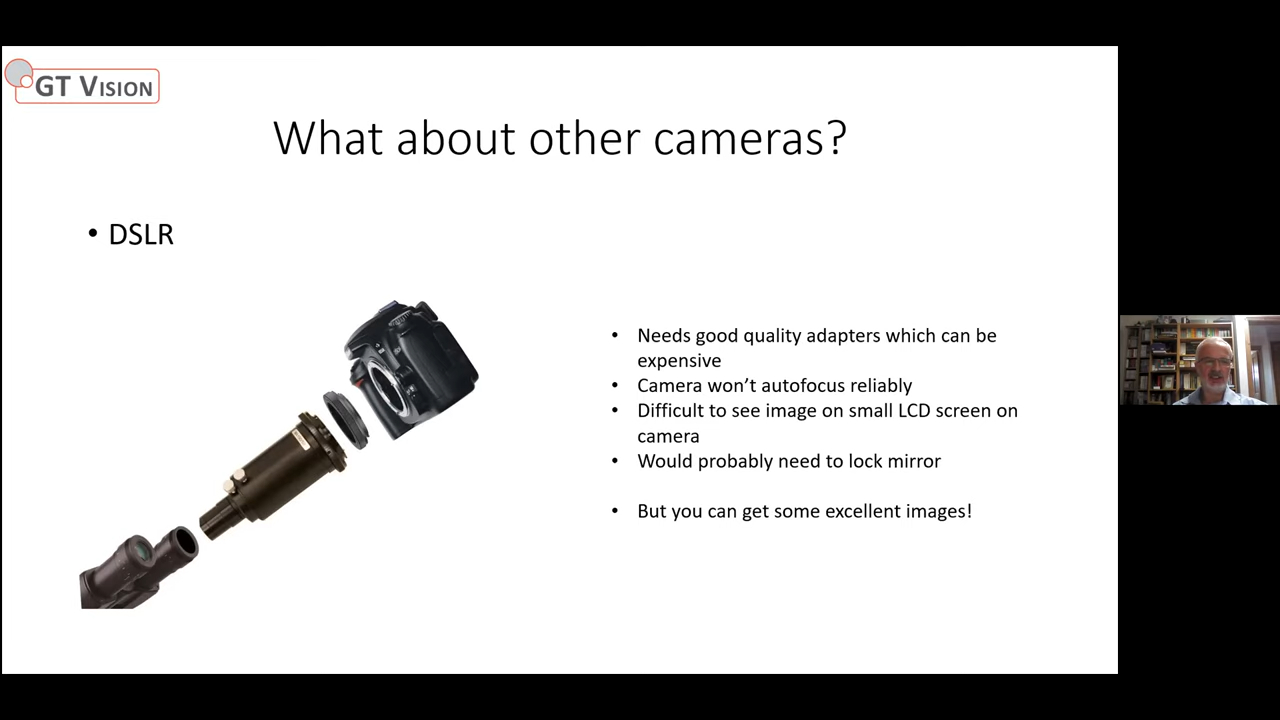 GT VISION
What about other cameras?
• DSLR
• Needs good quality adapters which can be
expensive
• Camera won’t autofocus reliably
• Difficult to see image on small LCD screen on
camera
• Would probably need to lock mirror
• But you can get some excellent images!